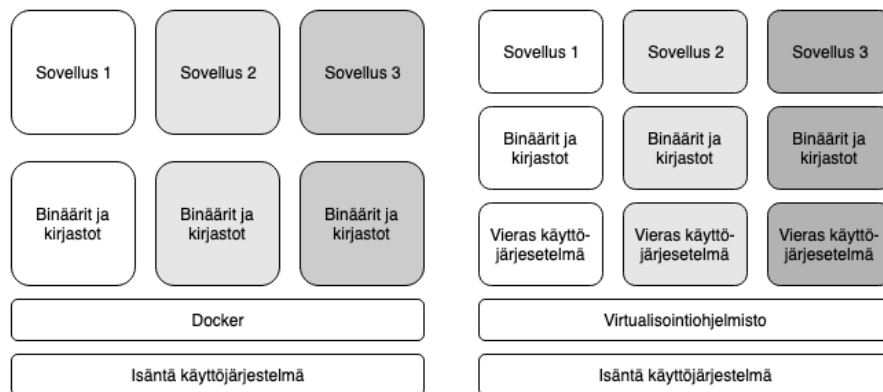 Sovellus 1
Sovellus 2
Sovellus 3
Binäärit ja
kirjastot
Binäärit ja
kirjastot
Binäärit ja
kirjastot
Docker
Isäntä käyttöjärjestelmä
Sovellus 1
Sovellus 2
Sovellus 3
Binäärit ja
kirjastot
Binäärit ja
kirjastot
Binäärit ja
kirjastot
Vieras käyttö-
järjesetelmä
Vieras käyttö-
järjesetelmä
Vieras käyttö-
järjesetelmä
Virtualisointiohjelmisto
Isäntä käyttöjärjestelmä